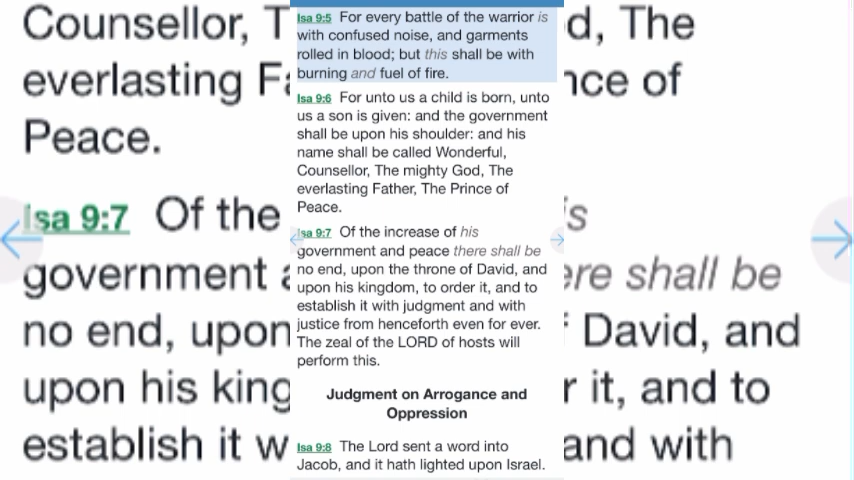 Isa 9:5 For every battle of the warrior is
with confused noise, and garments
rolled in blood; but this shall be with
burning and fuel of fire.
Isa 9:6 For unto us a child is born, unto
us a son is given: and the government
shall be upon his shoulder: and his
name shall be called Wonderful,
Counsellor, The mighty God, The
everlasting Father, The Prince of
Peace.
Isa 9:7 Of the increase of his
government and peace there shall be
no end, upon the throne of David, and
upon his kingdom, to order it, and to
establish it with judgment and with
justice from henceforth even for ever.
The zeal of the LORD of hosts will
perform this.
Judgment on Arrogance and
Oppression
Isa 9:8 The Lord sent a word into
Jacob, and it hath lighted upon Israel.
Counsellor, T d, The
everlasting Fa nce of
Peace.
Isa 9:7 Of the is
government a ere shall be
no end, upon David, and
upon his king r it, and to
establish it w and with